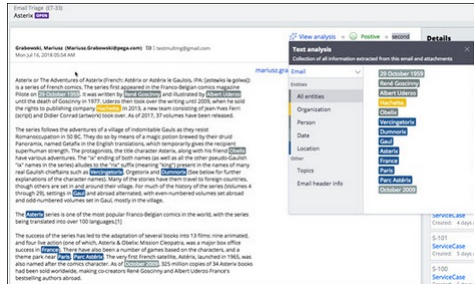 Email Triage (ET-33)
Asterix OPEN
View analysis Positive second
Details
Grabowski, Mariusz (Mariusz.Grabowski@pega.com) testmulting@gmail.com
Mon Jul 16, 2018 05:54 AM
mariusz.gra
Asterix or The Adventures of Asterix (French: Astérix or Astérix le Gaulois, IPA: [asteʁiks lə ɡolwa])
is a series of French comics. The series first appeared in the Franco-Belgian comics magazine
Pilote on 29 October 1959. It was written by René Goscinny and illustrated by Albert Uderzo
until the death of Goscinny in 1977. Uderzo then took over the writing until 2009, when he sold
the rights to publishing company Hachette. In 2013, a new team consisting of Jean-Yves Ferri
(script) and Didier Conrad (artwork) took over. As of 2017, 37 volumes have been released.
The series follows the adventures of a village of indomitable Gauls as they resist
Romanoccupation in 50 BC. They do so by means of a magic potion brewed by their druid
Panoramix, named Getafix in the English translations, which temporarily gives the recipient
superhuman strength. The protagonists, the title character Asterix, along with his friend Obelix
have various adventures. The "ix" ending of both names (as well as all the other pseudo-Gaulish
"ix" names in the series) alludes to the "rix" suffix (meaning "king") present in the names of many
real Gaulish chieftains such as Vercingetorix, Orgetorix and Dumnorix (See below for further
explanations of the character names). Many of the stories have them travel to foreign countries,
though others are set in and around their village. For much of the history of the series (Volumes 4
through 29), settings in Gaul and abroad alternated, with even-numbered volumes set abroad
and odd-numbered volumes set in Gaul, mostly in the village.
The Asterix series is one of the most popular Franco-Belgian comics in the world, with the series
being translated into over 100 languages.[1]
The success of the series has led to the adaptation of several books into 13 films: nine animated,
and four live action (one of which, Asterix & Obelix: Mission Cleopatra, was a major box office
success in France). There have also been a number of games based on the characters, and a
theme park near Paris, Parc Astérix. The very first French satellite, Astérix, launched in 1965, was
also named after the comics character. As of October 2009, 325 million copies of 34 Asterix books
had been sold worldwide, making co-creators René Goscinny and Albert Uderzo France's
bestselling authors abroad.
Text analysis
Collection of all information extracted from this email and attachments
Email
Entities
All entities
Organization
Person
Date
Location
Other
Topics
Email header info
29 October 1959
René Goscinny
Albert Uderzo
Hachette
Obelix
Vercingetorix
Dumnorix
Gaul
Asterix
France
Paris
Parc Astérix
October 2009
ServiceCase
Created: 4 days
S-101
ServiceCase
Created: 5 days
S-100
ServiceCase